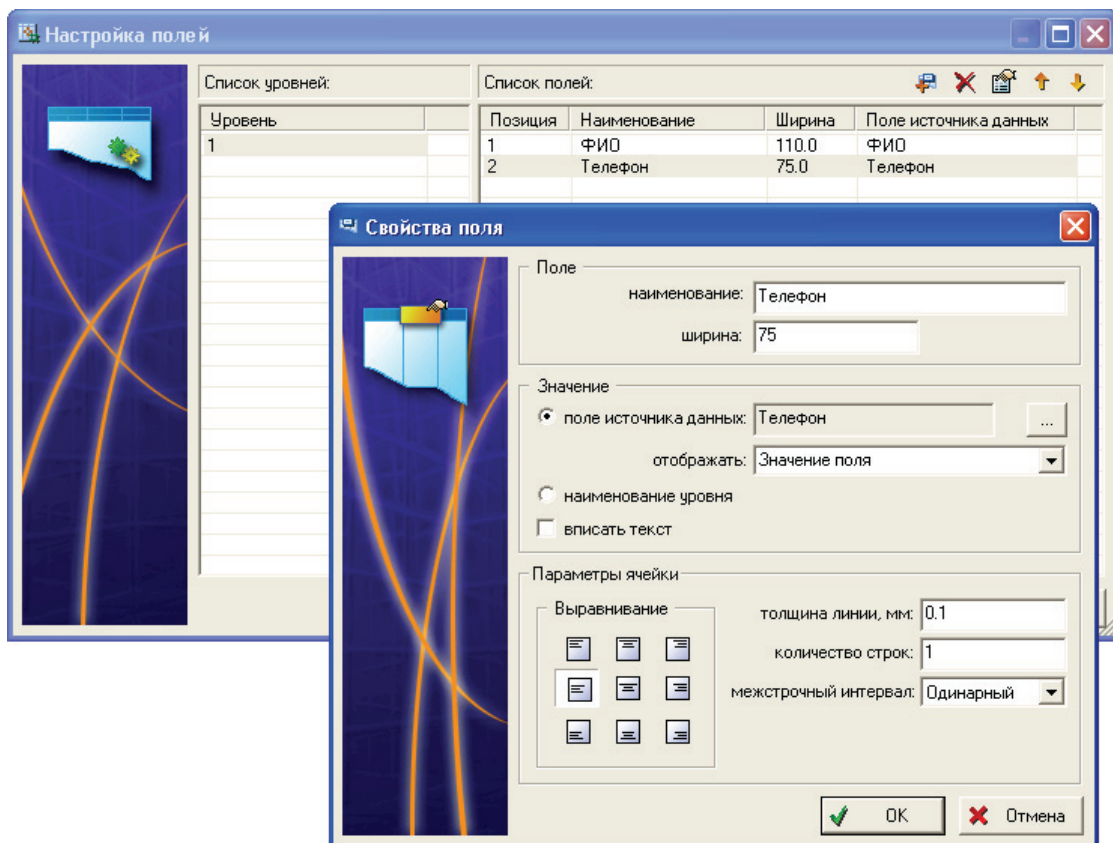 Настройка полей
Список уровней:
Список полей:
Уровень
Позиция Наименование Ширина Поле источника данных
1
1 ФИО 110.0 ФИО
2 Телефон 75.0 Телефон
Свойства поля
Поле
наименование: Телефон
ширина: 75
Значение
поле источника данных: Телефон ...
отображать: Значение поля
наименование уровня
вписать текст
Параметры ячейки
Выравнивание
толщина линии, мм: 0.1
количество строк: 1
межстрочный интервал: Одинарный
OK Отмена